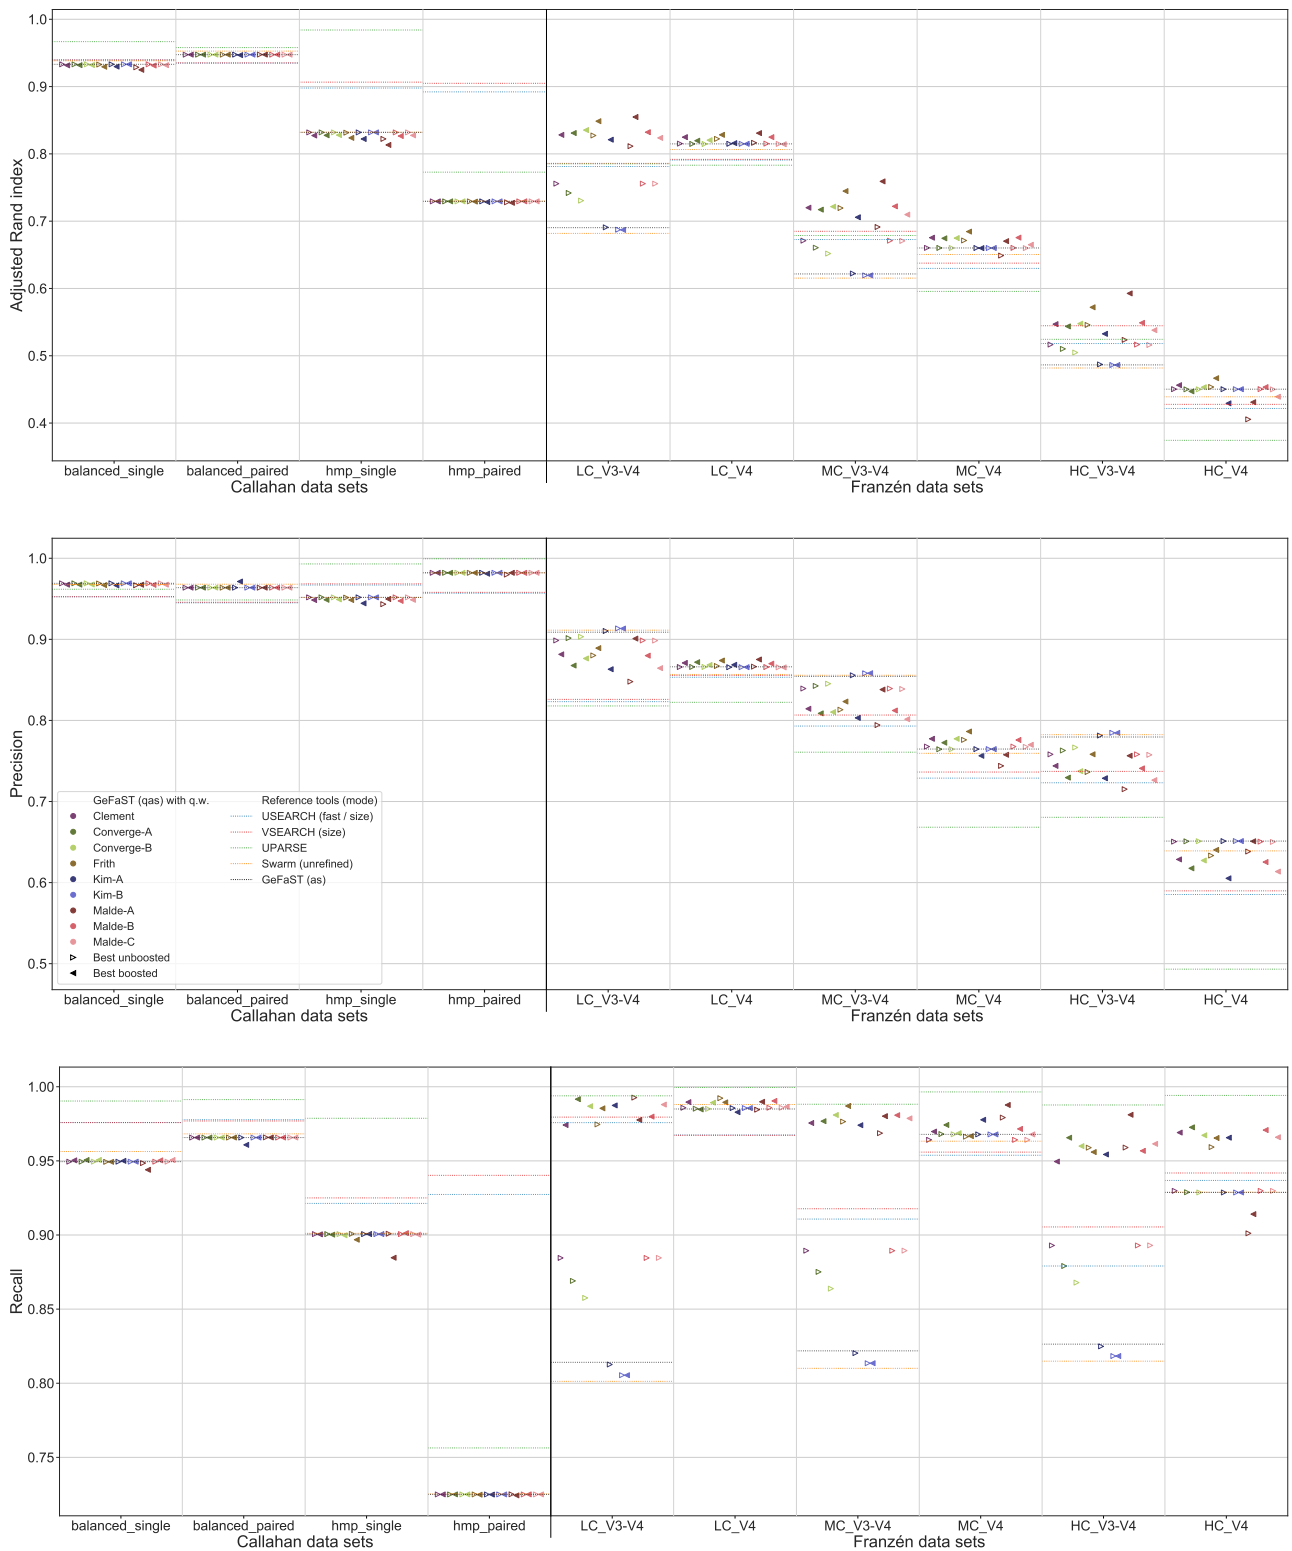 1.0
0.9
0.8
0.7
0.6
0.5
0.4
Adjusted Rand index
balanced_single balanced_paired hmp_single hmp_paired LC_V3-V4 LC_V4 MC_V3-V4 MC_V4 HC_V3-V4 HC_V4
Callahan data sets Franzén data sets
1.0
0.9
0.8
0.7
0.6
0.5
Precision
GeFaST (qas) with q.w.
Clement
Converge-A
Converge-B
Frith
Kim-A
Kim-B
Malde-A
Malde-B
Malde-C
Best unboosted
Best boosted
Reference tools (mode)
USEARCH (fast / size)
VSEARCH (size)
UPARSE
Swarm (unrefined)
GeFaST (as)
balanced_single balanced_paired hmp_single hmp_paired LC_V3-V4 LC_V4 MC_V3-V4 MC_V4 HC_V3-V4 HC_V4
Callahan data sets Franzén data sets
1.00
0.95
0.90
0.85
0.80
0.75
Recall
balanced_single balanced_paired hmp_single hmp_paired LC_V3-V4 LC_V4 MC_V3-V4 MC_V4 HC_V3-V4 HC_V4
Callahan data sets Franzén data sets